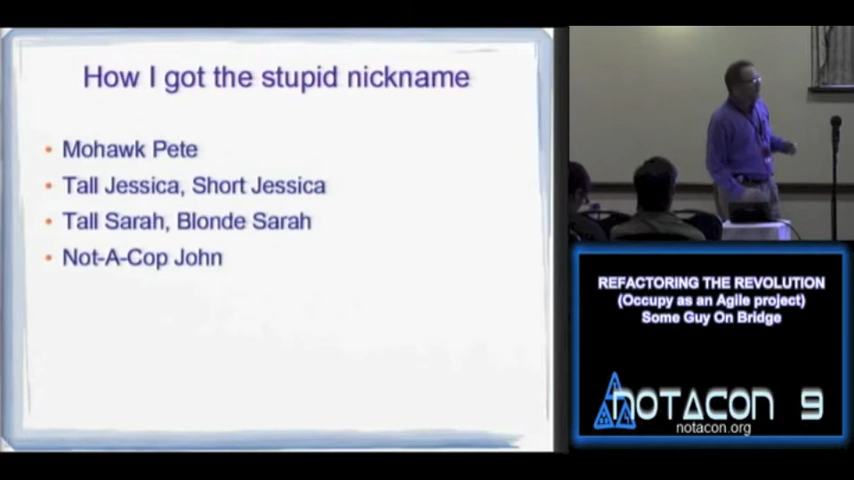 How I got the stupid nickname
Mohawk Pete
Tall Jessica, Short Jessica
Tall Sarah, Blonde Sarah
Not-A-Cop John
REFACTORING THE REVOLUTION
(Occupy as an Agile project)
Some Guy On Bridge
NOTACON 9
notacon.org